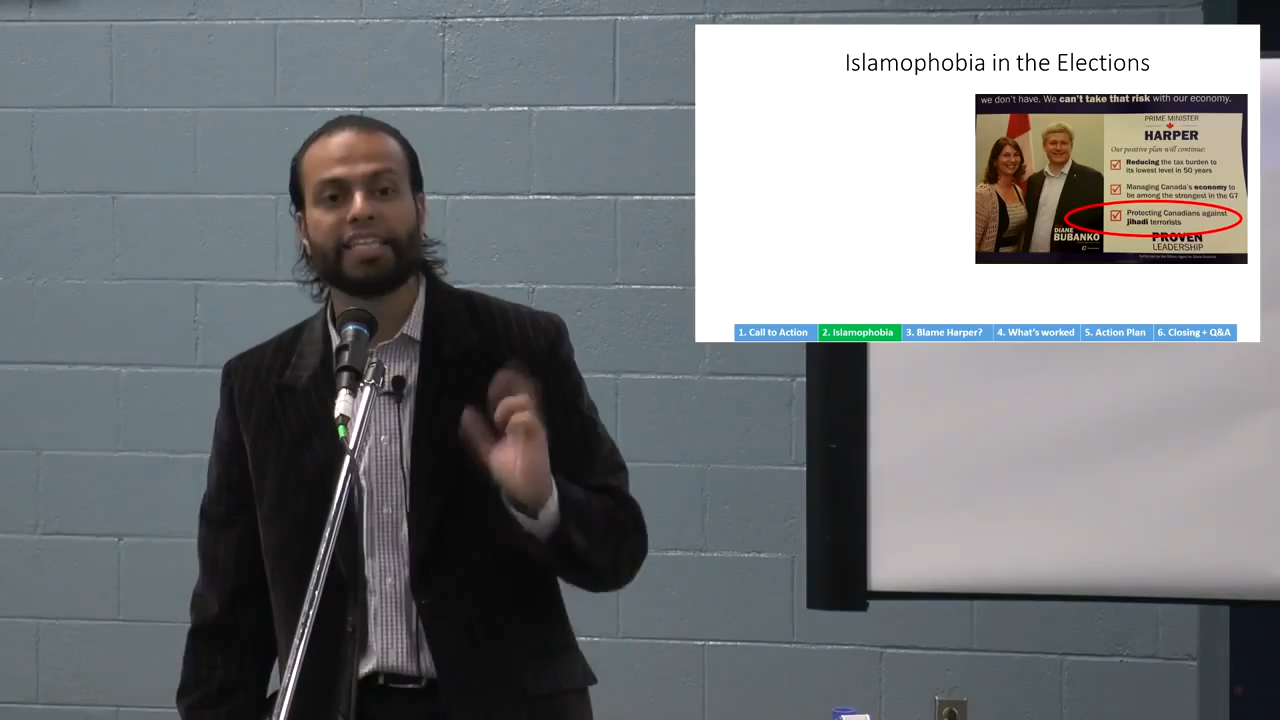 Islamophobia in the Elections
we don't have. We can't take that risk with our economy.
PRIME MINISTER
HARPER
Our positive plan will continue:
Reducing the tax burden to
its lowest level in 50 years
Managing Canada's economy to
be among the strongest in the G7
Protecting Canadians against
jihadi terrorists
PROVEN
LEADERSHIP
DIANE
BUBANKO
1. Call to Action
2. Islamophobia
3. Blame Harper?
4. What's worked
5. Action Plan
6. Closing + Q&A